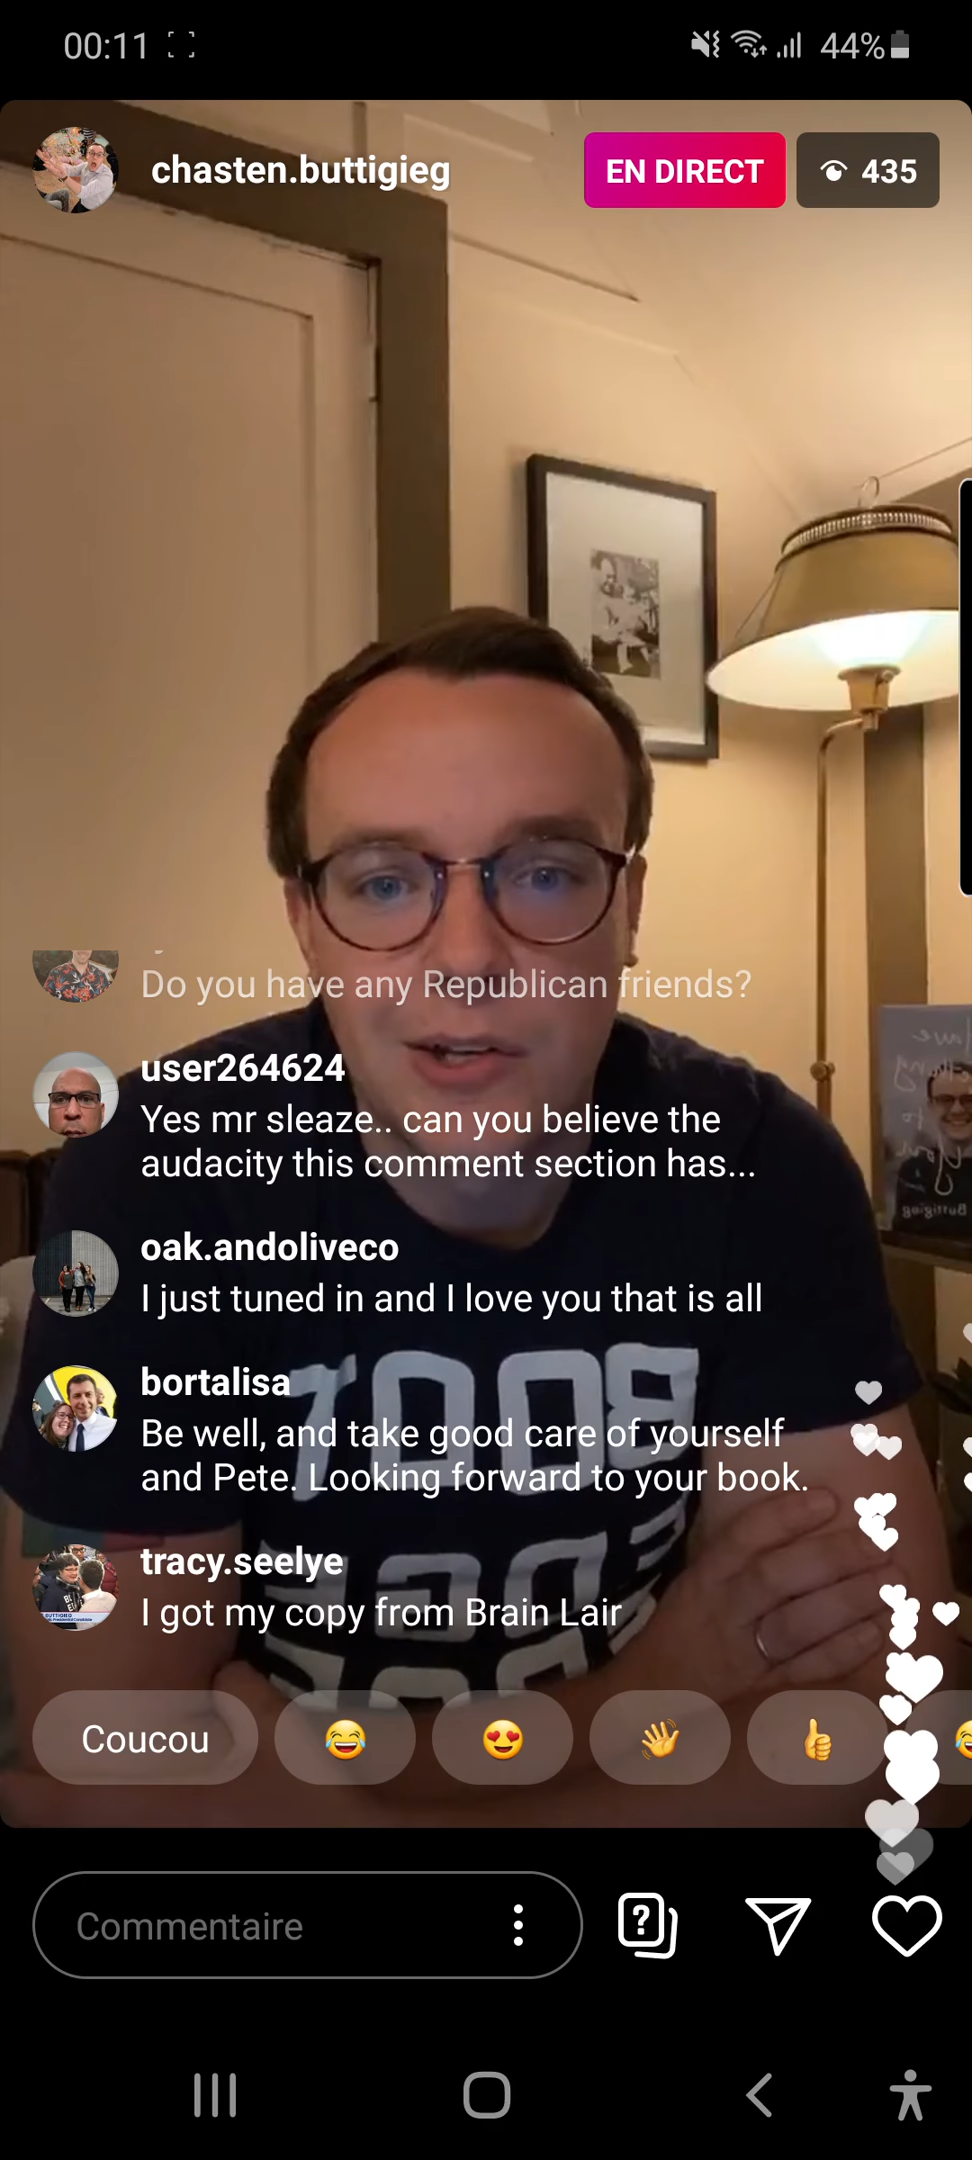 00:11
44%
chasten.buttigieg
EN DIRECT
435
Do you have any Republican friends?
user264624
Yes mr sleaze.. can you believe the
audacity this comment section has...
oak.andoliveco
I just tuned in and I love you that is all
bortalisa
Be well, and take good care of yourself
and Pete. Looking forward to your book.
tracy.seelye
I got my copy from Brain Lair
Buttigieg
BUTTIGIEG
Coucou
Commentaire
?